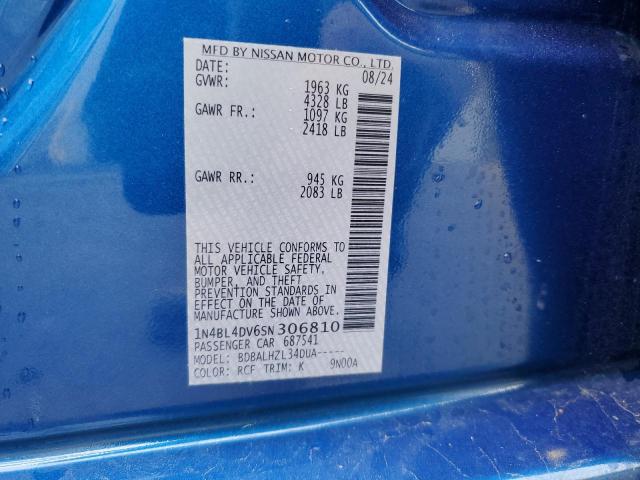 MFD BY NISSAN MOTOR CO., LTD.
DATE: 08/24
GVWR: 1963 KG
4328 LB
GAWR FR.: 1097 KG
2418 LB
GAWR RR.: 945 KG
2083 LB
THIS VEHICLE CONFORMS TO
ALL APPLICABLE FEDERAL
MOTOR VEHICLE SAFETY,
BUMPER, AND THEFT
PREVENTION STANDARDS IN
EFFECT ON THE DATE OF
MANUFACTURE SHOWN ABOVE.
1N4BL4DV6SN306810
PASSENGER CAR 687541
MODEL: BDBALHZL34DUA-----
COLOR: RCF TRIM: K 9N00A